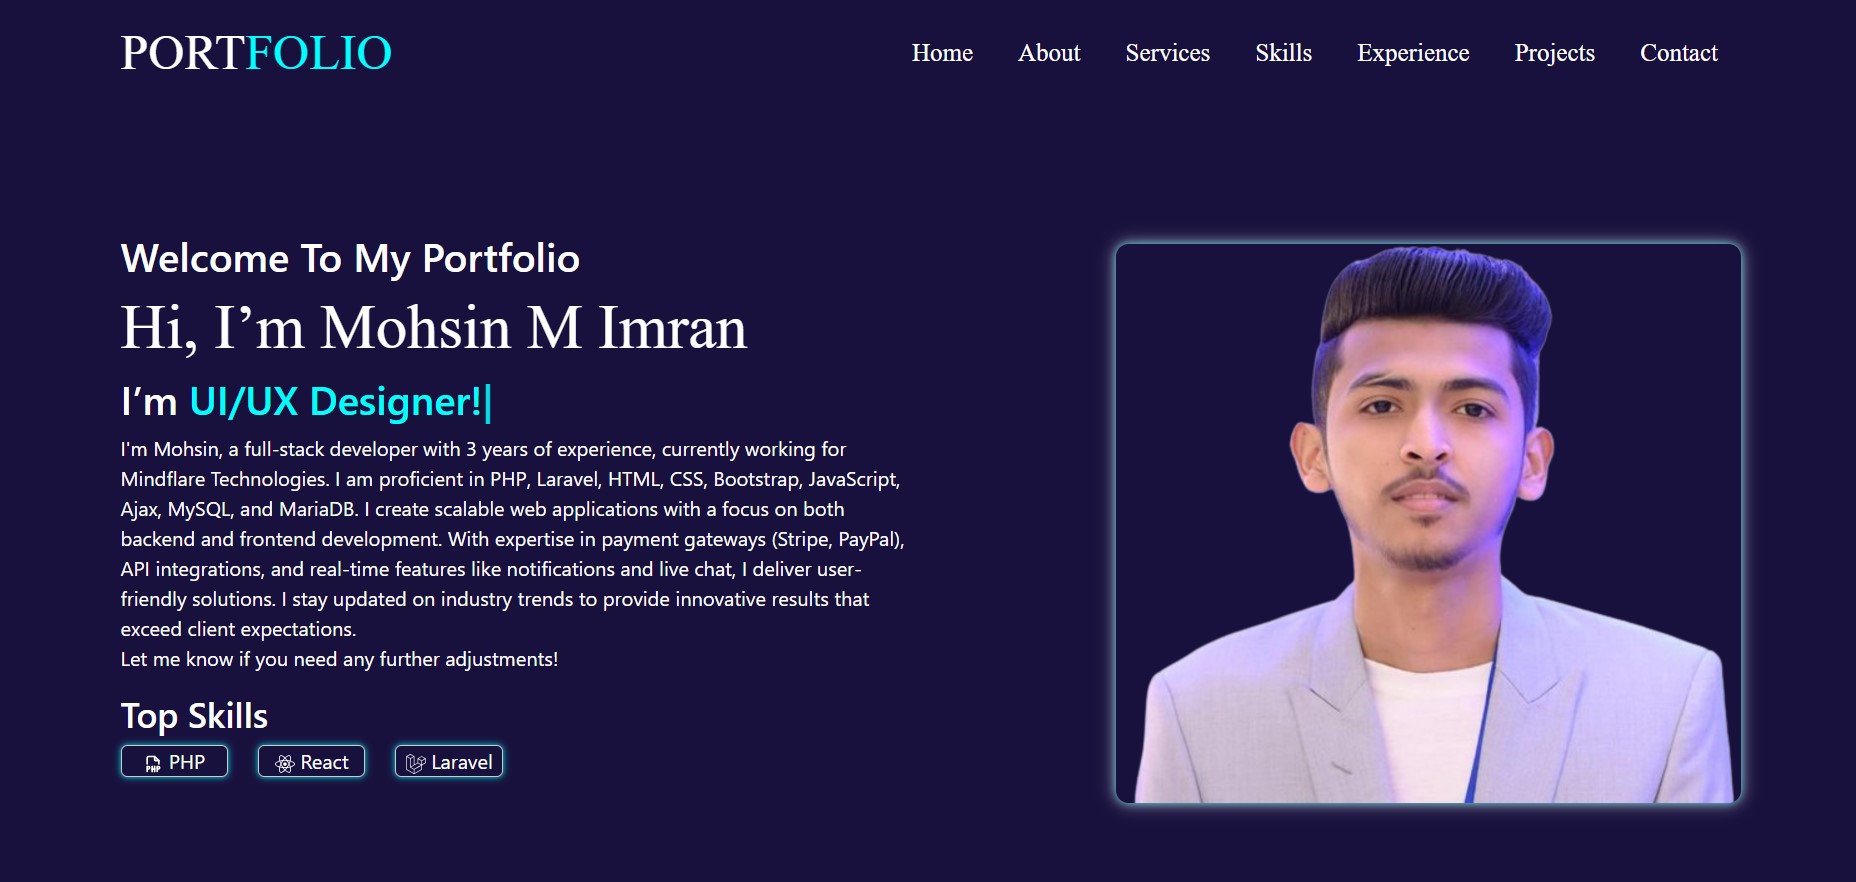 PORTFOLIO
Home About Services Skills Experience Projects Contact
Welcome To My Portfolio
Hi, I’m Mohsin M Imran
I’m UI/UX Designer!|
I'm Mohsin, a full-stack developer with 3 years of experience, currently working for
Mindflare Technologies. I am proficient in PHP, Laravel, HTML, CSS, Bootstrap, JavaScript,
Ajax, MySQL, and MariaDB. I create scalable web applications with a focus on both
backend and frontend development. With expertise in payment gateways (Stripe, PayPal),
API integrations, and real-time features like notifications and live chat, I deliver user-
friendly solutions. I stay updated on industry trends to provide innovative results that
exceed client expectations.
Let me know if you need any further adjustments!
Top Skills
PHP PHP React Laravel